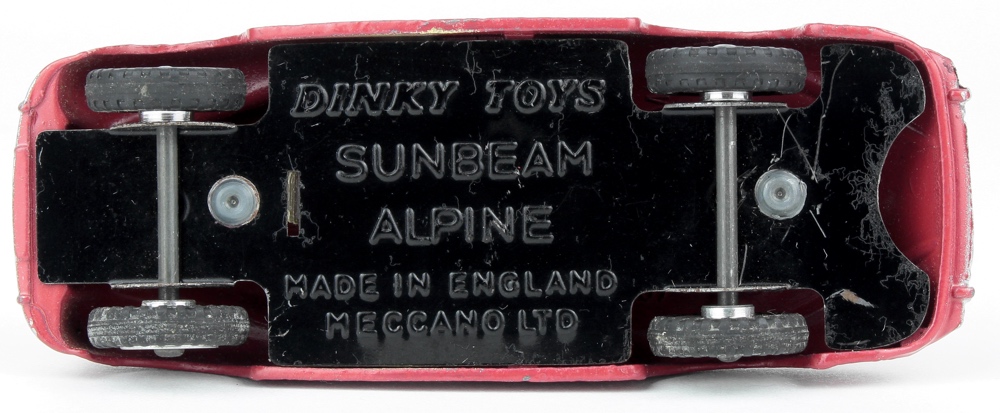 DINKY TOYS
SUNBEAM
ALPINE
MADE IN ENGLAND
MECCANO LTD